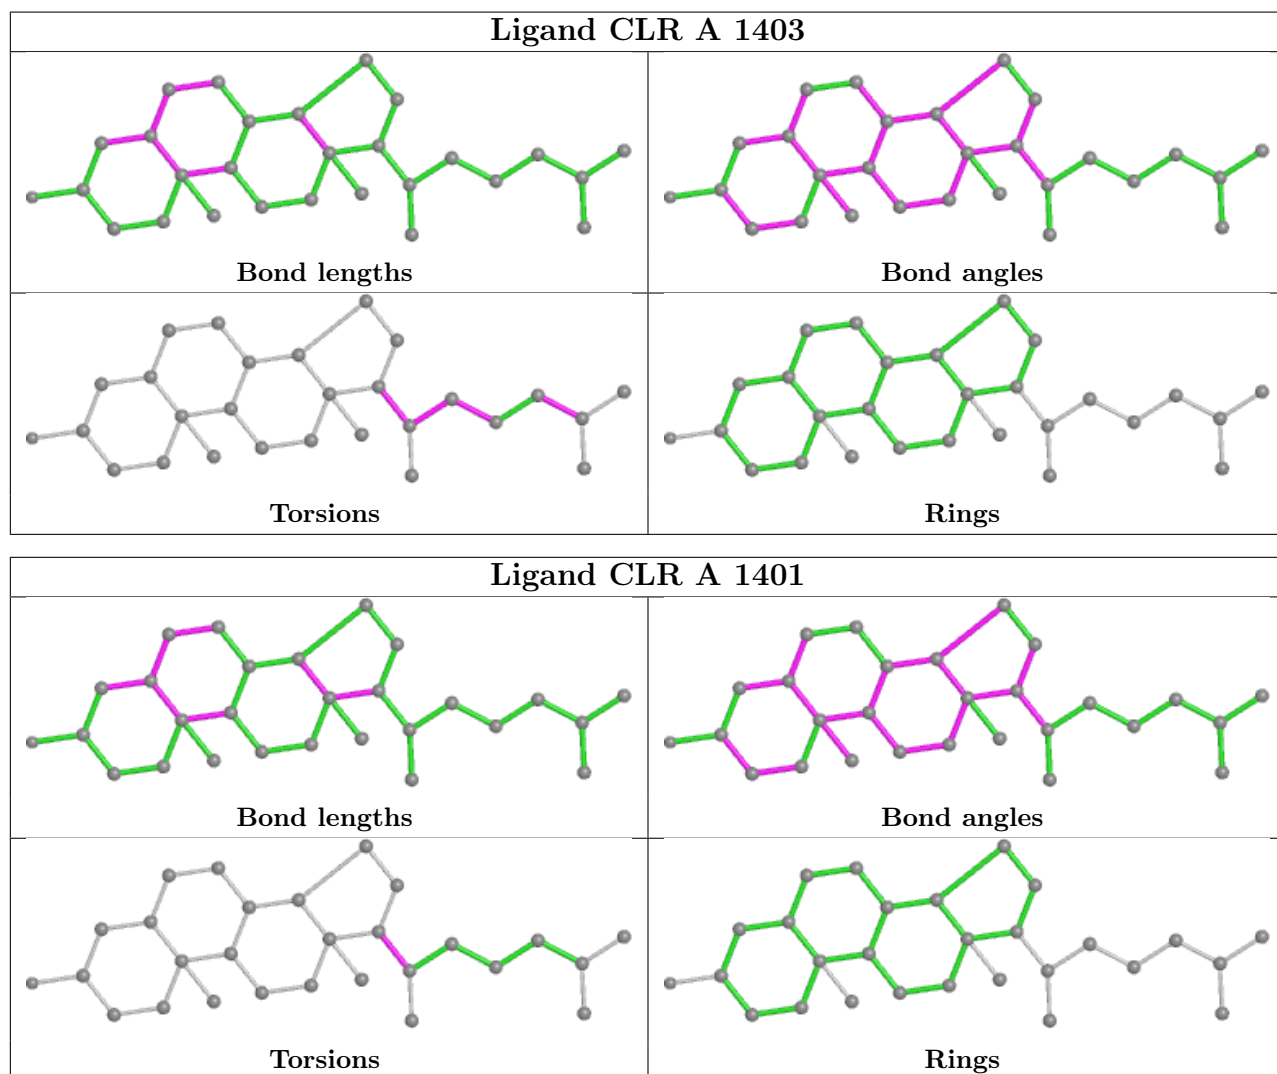 Ligand CLR A 1403
Bond lengths
Bond angles
Torsions
Rings
Ligand CLR A 1401
Bond lengths
Bond angles
Torsions
Rings